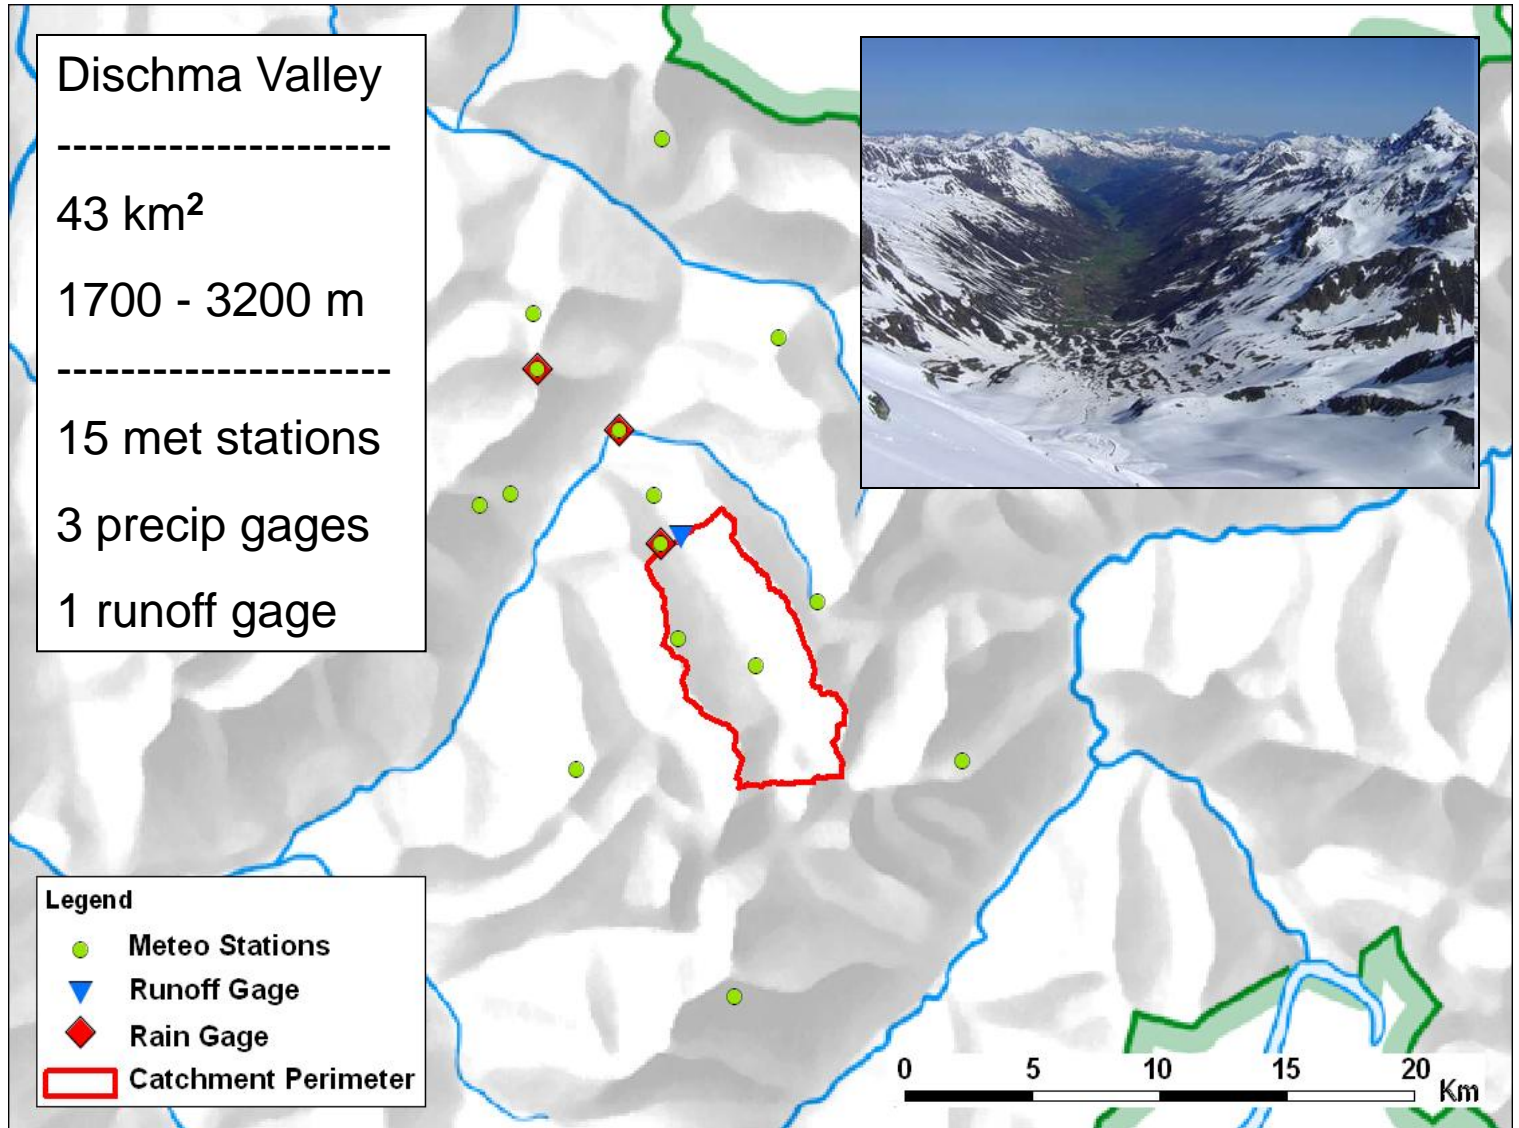 Dischma Valley
---------------------
43 km²
1700 - 3200 m
---------------------
15 met stations
3 precip gages
1 runoff gage
Legend
Meteo Stations
Runoff Gage
Rain Gage
Catchment Perimeter
0 5 10 15 20 Km